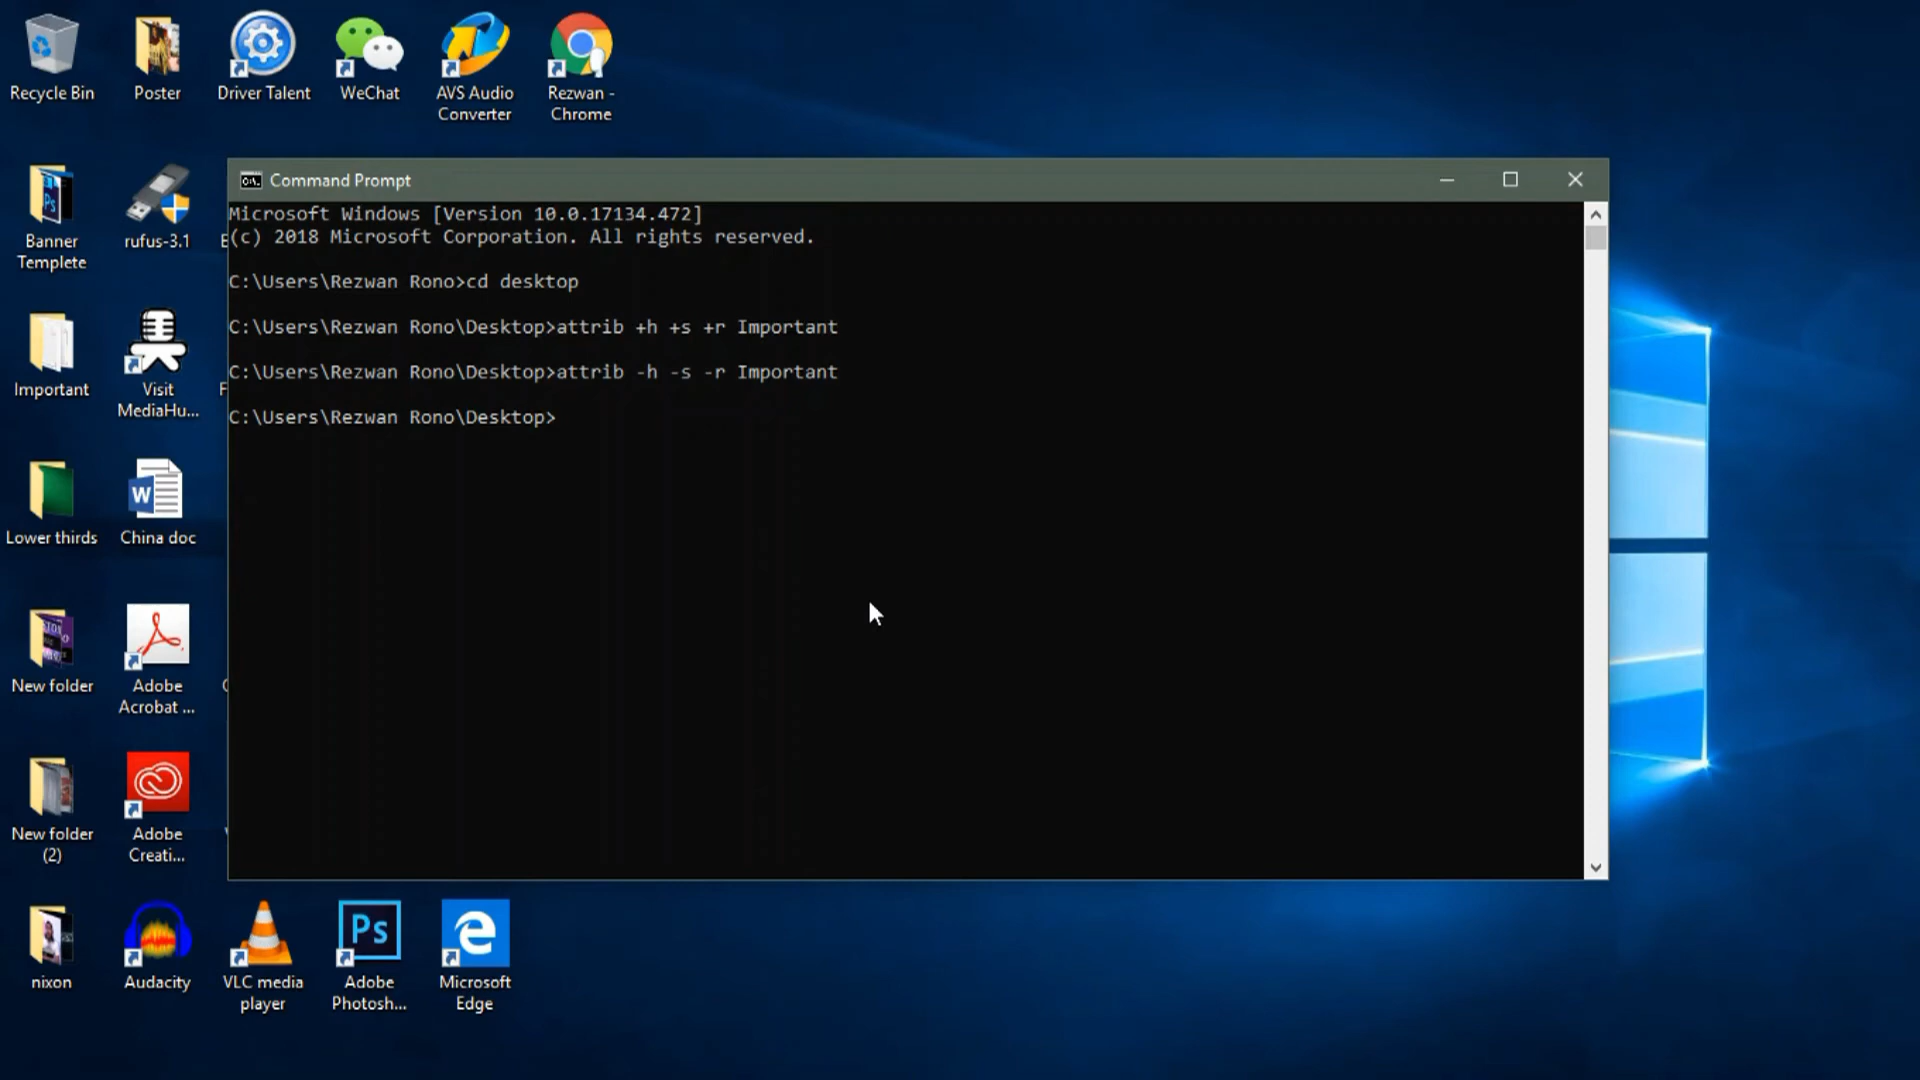 Recycle Bin
Poster
Driver Talent
WeChat
AVS Audio
Converter
Rezwan -
Chrome
Banner
Templete
rufus-3.1
Important
Visit
MediaHu...
Lower thirds
China doc
New folder
Adobe
Acrobat ...
New folder
(2)
Adobe
Creati...
nixon
Audacity
VLC media
player
Adobe
Photosh...
Microsoft
Edge
Command Prompt
Microsoft Windows [Version 10.0.17134.472]
(c) 2018 Microsoft Corporation. All rights reserved.
C:\Users\Rezwan Rono>cd desktop
C:\Users\Rezwan Rono\Desktop>attrib +h +s +r Important
C:\Users\Rezwan Rono\Desktop>attrib -h -s -r Important
C:\Users\Rezwan Rono\Desktop>